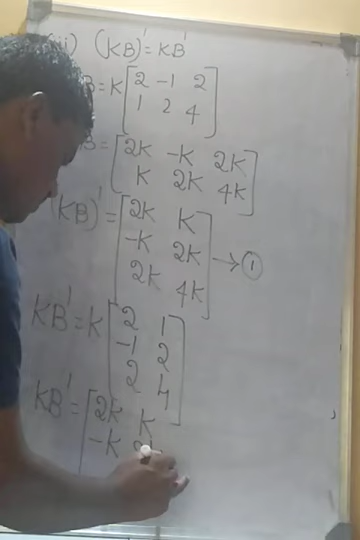 ii) (KB)' = KB'
B = K [2 -1 2
1 2 4]
B = [2K -K 2K
K 2K 4K]
(KB)' = [2K K
-K 2K
2K 4K] → ①
KB' = K [2 1
-1 2
2 4]
KB' = [2K K
-K 2